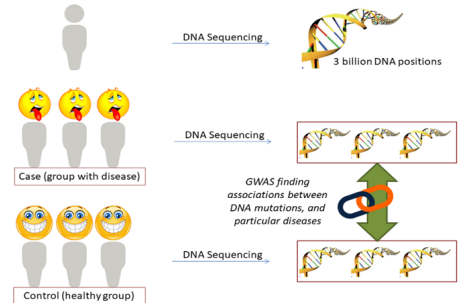 DNA Sequencing
3 billion DNA positions
DNA Sequencing
Case (group with disease)
GWAS finding
associations between
DNA mutations, and
particular diseases
DNA Sequencing
Control (healthy group)